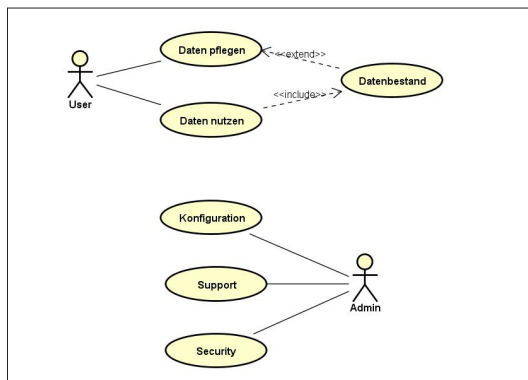 Daten pflegen
<<extend>>
Datenbestand
User
<<include>>
Daten nutzen
Konfiguration
Support
Admin
Security